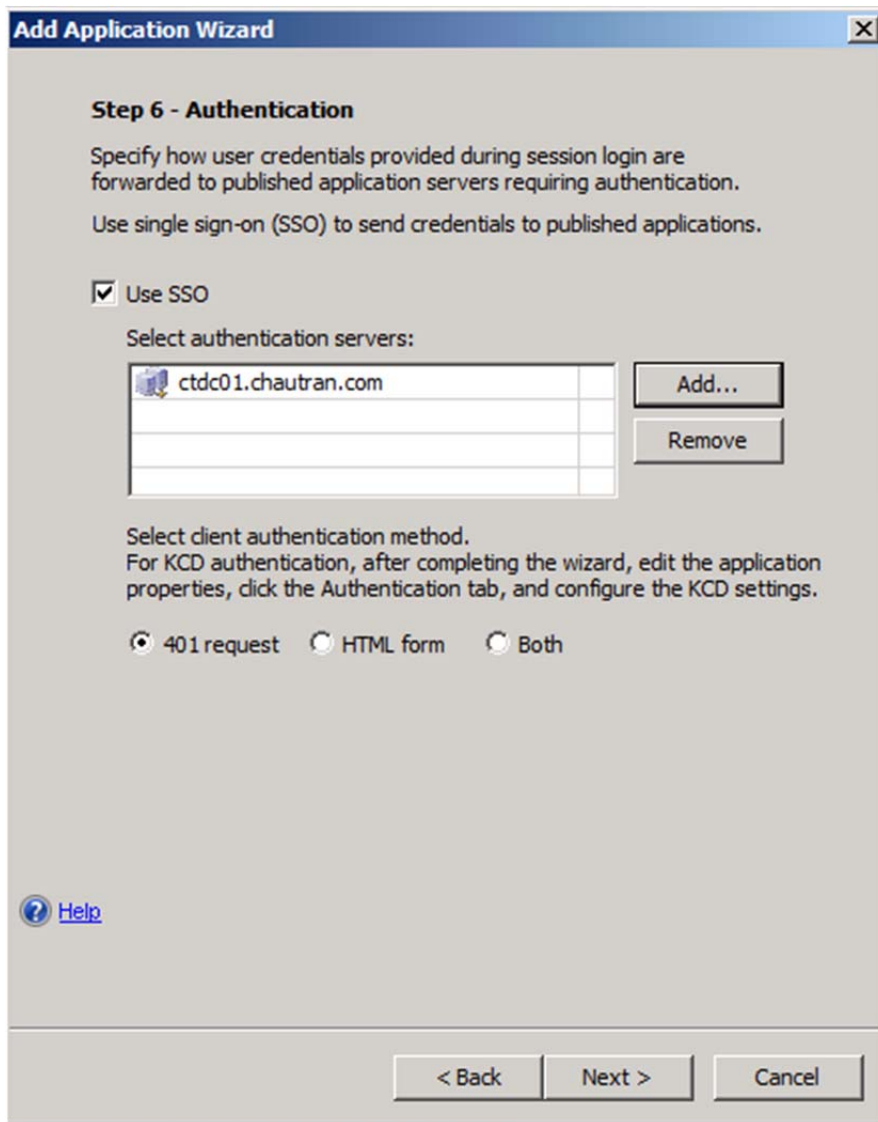 Add Application Wizard
Step 6 - Authentication
Specify how user credentials provided during session login are
forwarded to published application servers requiring authentication.
Use single sign-on (SSO) to send credentials to published applications.
Use SSO
Select authentication servers:
ctdc01.chautran.com
Add...
Remove
Select client authentication method.
For KCD authentication, after completing the wizard, edit the application
properties, click the Authentication tab, and configure the KCD settings.
401 request HTML form Both
Help
< Back Next > Cancel